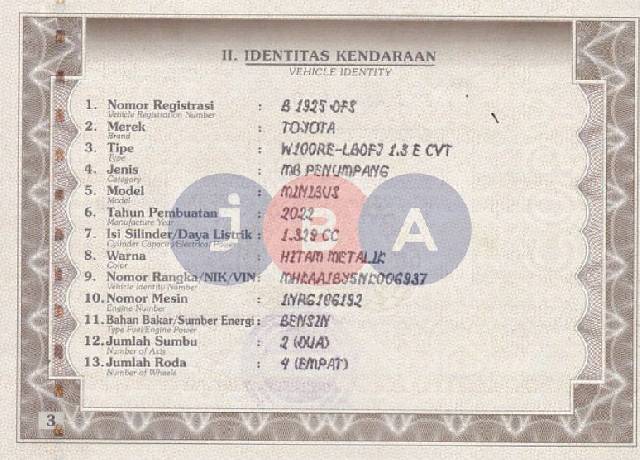 II. IDENTITAS KENDARAAN
VEHICLE IDENTITY
1. Nomor Registrasi : B 1925 OFS
Vehicle Registration Number
2. Merek : TOYOTA
Brand
3. Tipe : W100RE-LBOFJ 1.3 E CVT
Type
4. Jenis : MB PENUMPANG
Category
5. Model : MINIBUS
Model
6. Tahun Pembuatan : 2022
Manufacture Year
7. Isi Silinder/Daya Listrik : 1.329 CC
Cylinder Capacity/Electrical Power
8. Warna : HITAM METALIK
Color
9. Nomor Rangka/NIK/VIN:
Vehicle Identity Number
10. Nomor Mesin :
Engine Number
11. Bahan Bakar/Sumber Energi : BENSIN
Type Fuel/Engine Power
12. Jumlah Sumbu : 2 (DUA)
Number of Axis
13. Jumlah Roda : 4 (EMPAT)
Number of Wheels
3
jBA